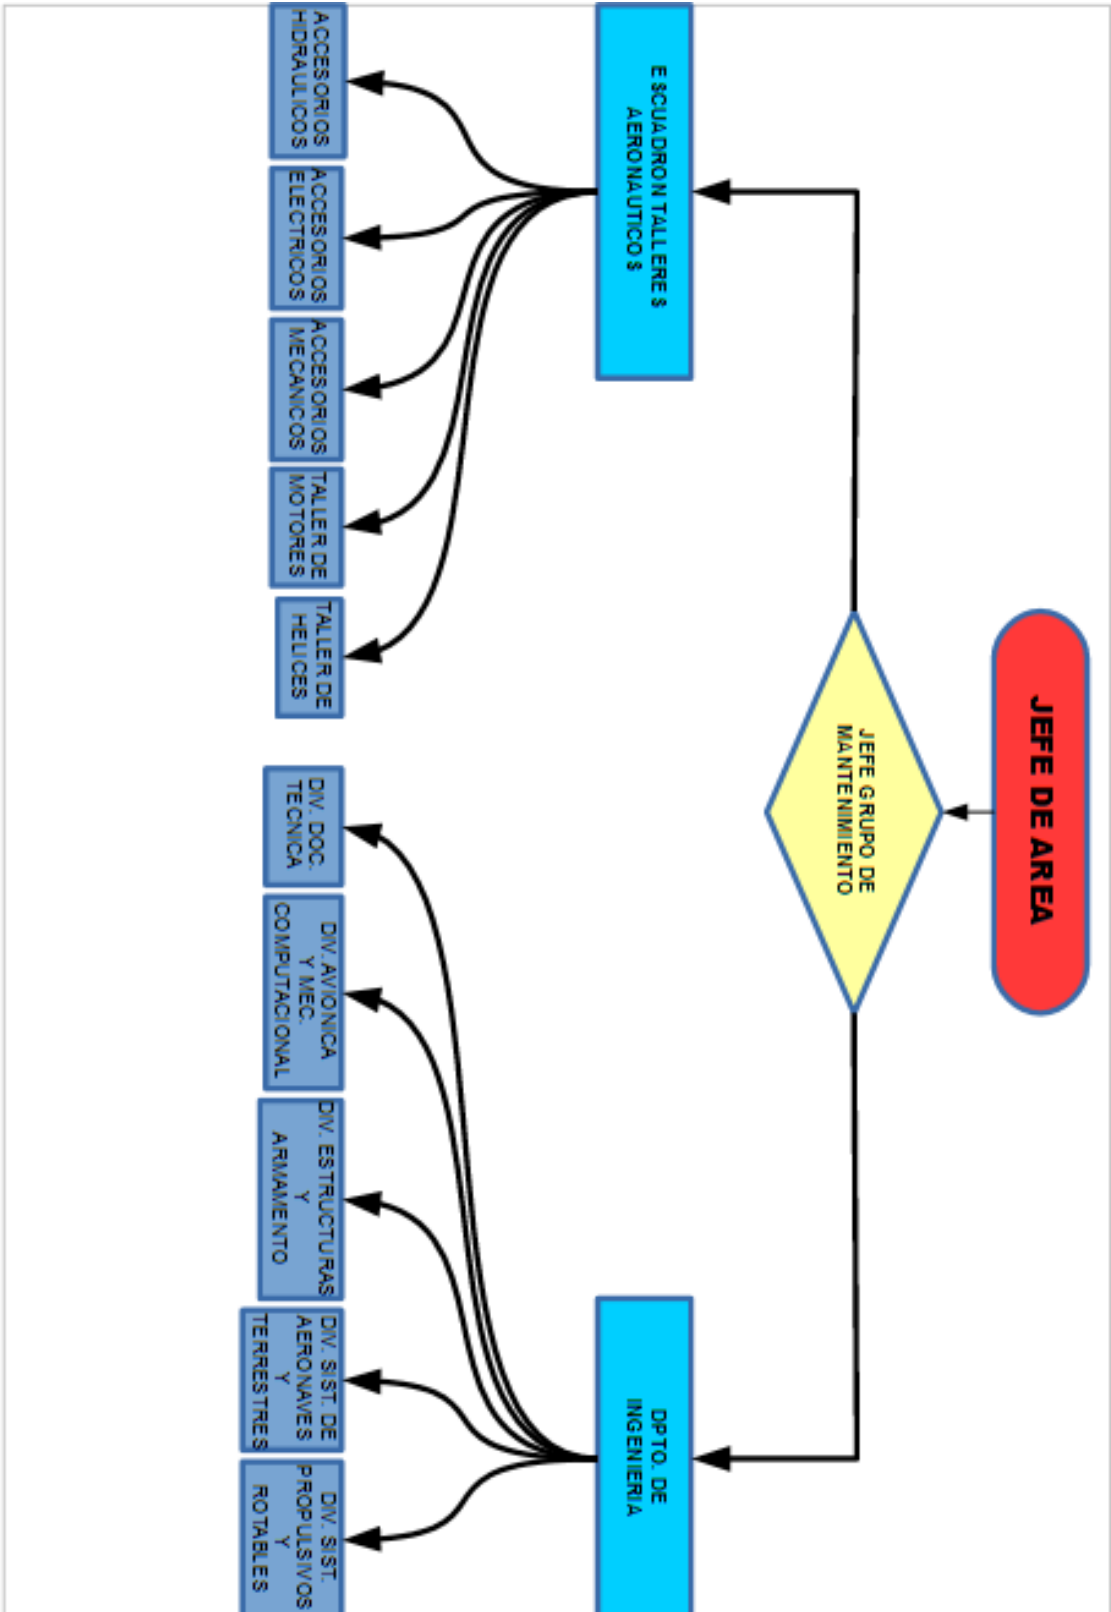 JEFE DE AREA
JEFE GRUPO DE
MANTENIMIENTO
ESCUADRON TALLERES
AERONAUTICOS
DPTO. DE
INGENIERIA
ACCESORIOS
HIDRAULICOS
ACCESORIOS
ELECTRICOS
ACCESORIOS
MECANICOS
TALLER DE
MOTORES
TALLER DE
HELICES
DIV. DOC.
TECNICA
DIV. AVIONICA
Y MEC.
COMPUTACIONAL
DIV. ESTRUCTURAS
Y
ARMAMENTO
DIV. SIST. DE
AERONAVES
Y
TERRESTRES
DIV. SIST.
PROPULSIVOS
Y
ROTABLES